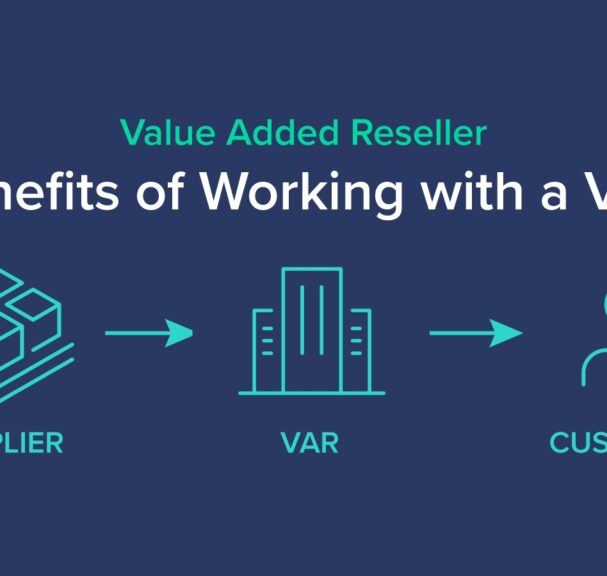 Value Added Reseller
nefits of Working with a V
PLIER
VAR
CUS